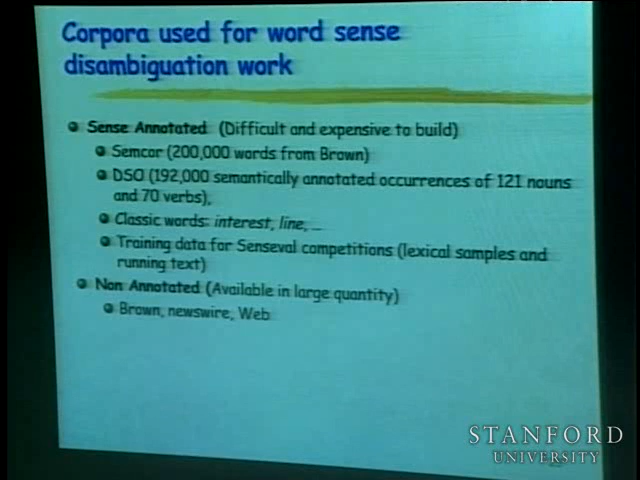 Corpora used for word sense
disambiguation work
Sense Annotated (Difficult and expensive to build)
Semcor (200,000 words from Brown)
DSO (192,000 semantically annotated occurrences of 121 nouns
and 70 verbs),
Classic words: interest, line, …
Training data for Senseval competitions (lexical samples and
running text)
Non Annotated (Available in large quantity)
Brown, newswire, Web
STANFORD
UNIVERSITY